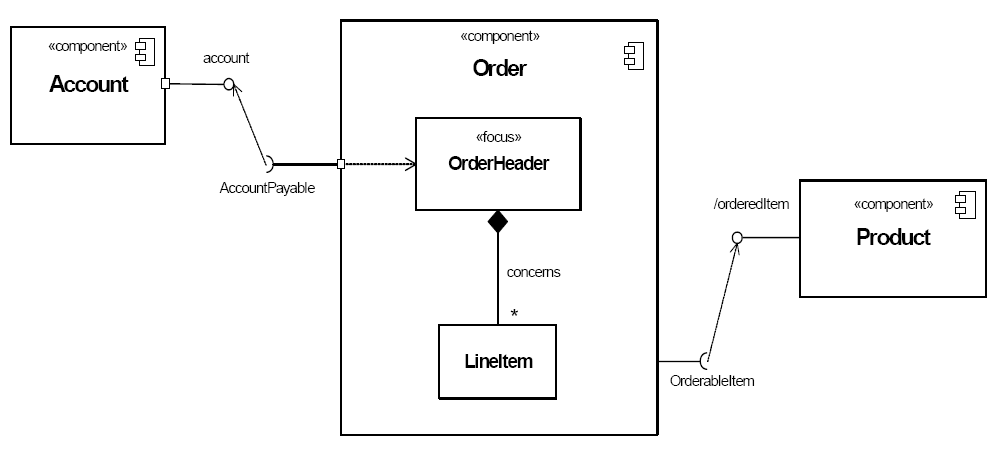 «component»
Account
account
AccountPayable
«component»
Order
«focus»
OrderHeader
concerns
*
LineItem
OrderableItem
/orderedItem
«component»
Product